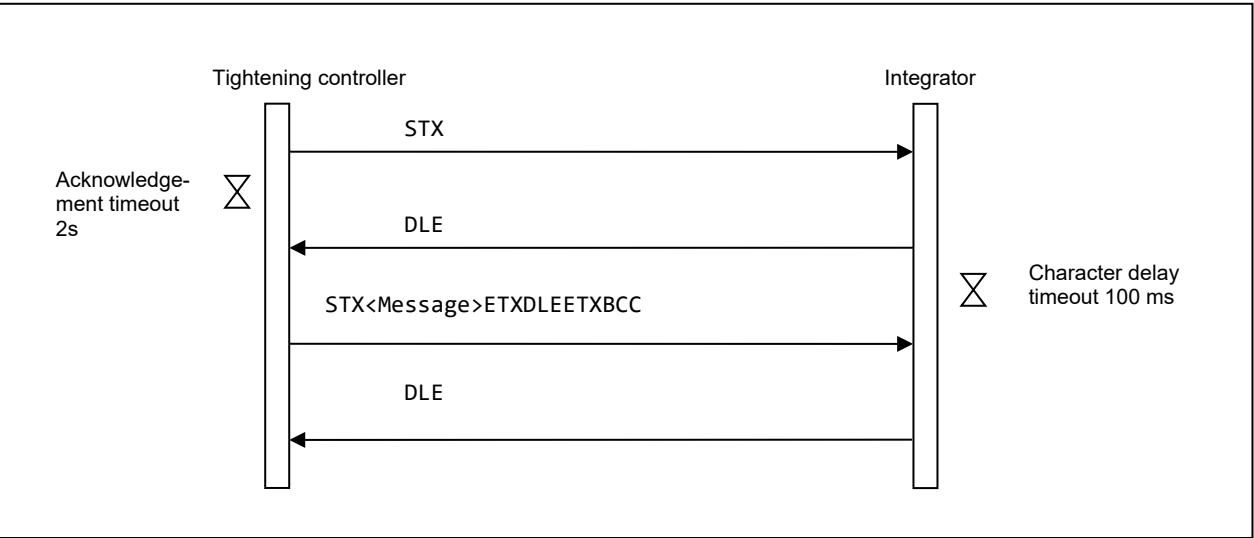 Tightening controller
Integrator
STX
Acknowledge-
ment timeout
2s
DLE
Character delay
timeout 100 ms
STX<Message>ETXDLEETXBCC
DLE